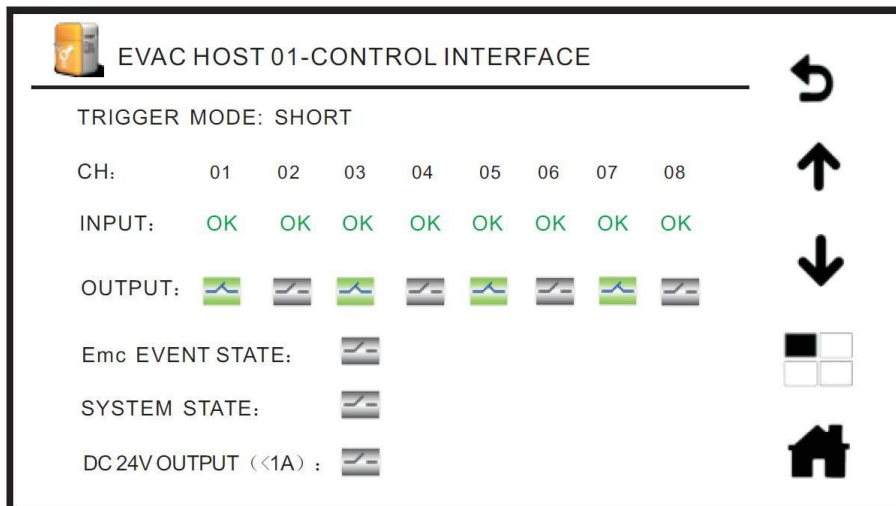 EVAC HOST 01-CONTROL INTERFACE
TRIGGER MODE: SHORT
CH: 01 02 03 04 05 06 07 08
INPUT: OK OK OK OK OK OK OK OK
OUTPUT:
Emc EVENT STATE:
SYSTEM STATE:
DC 24V OUTPUT (<1A) :